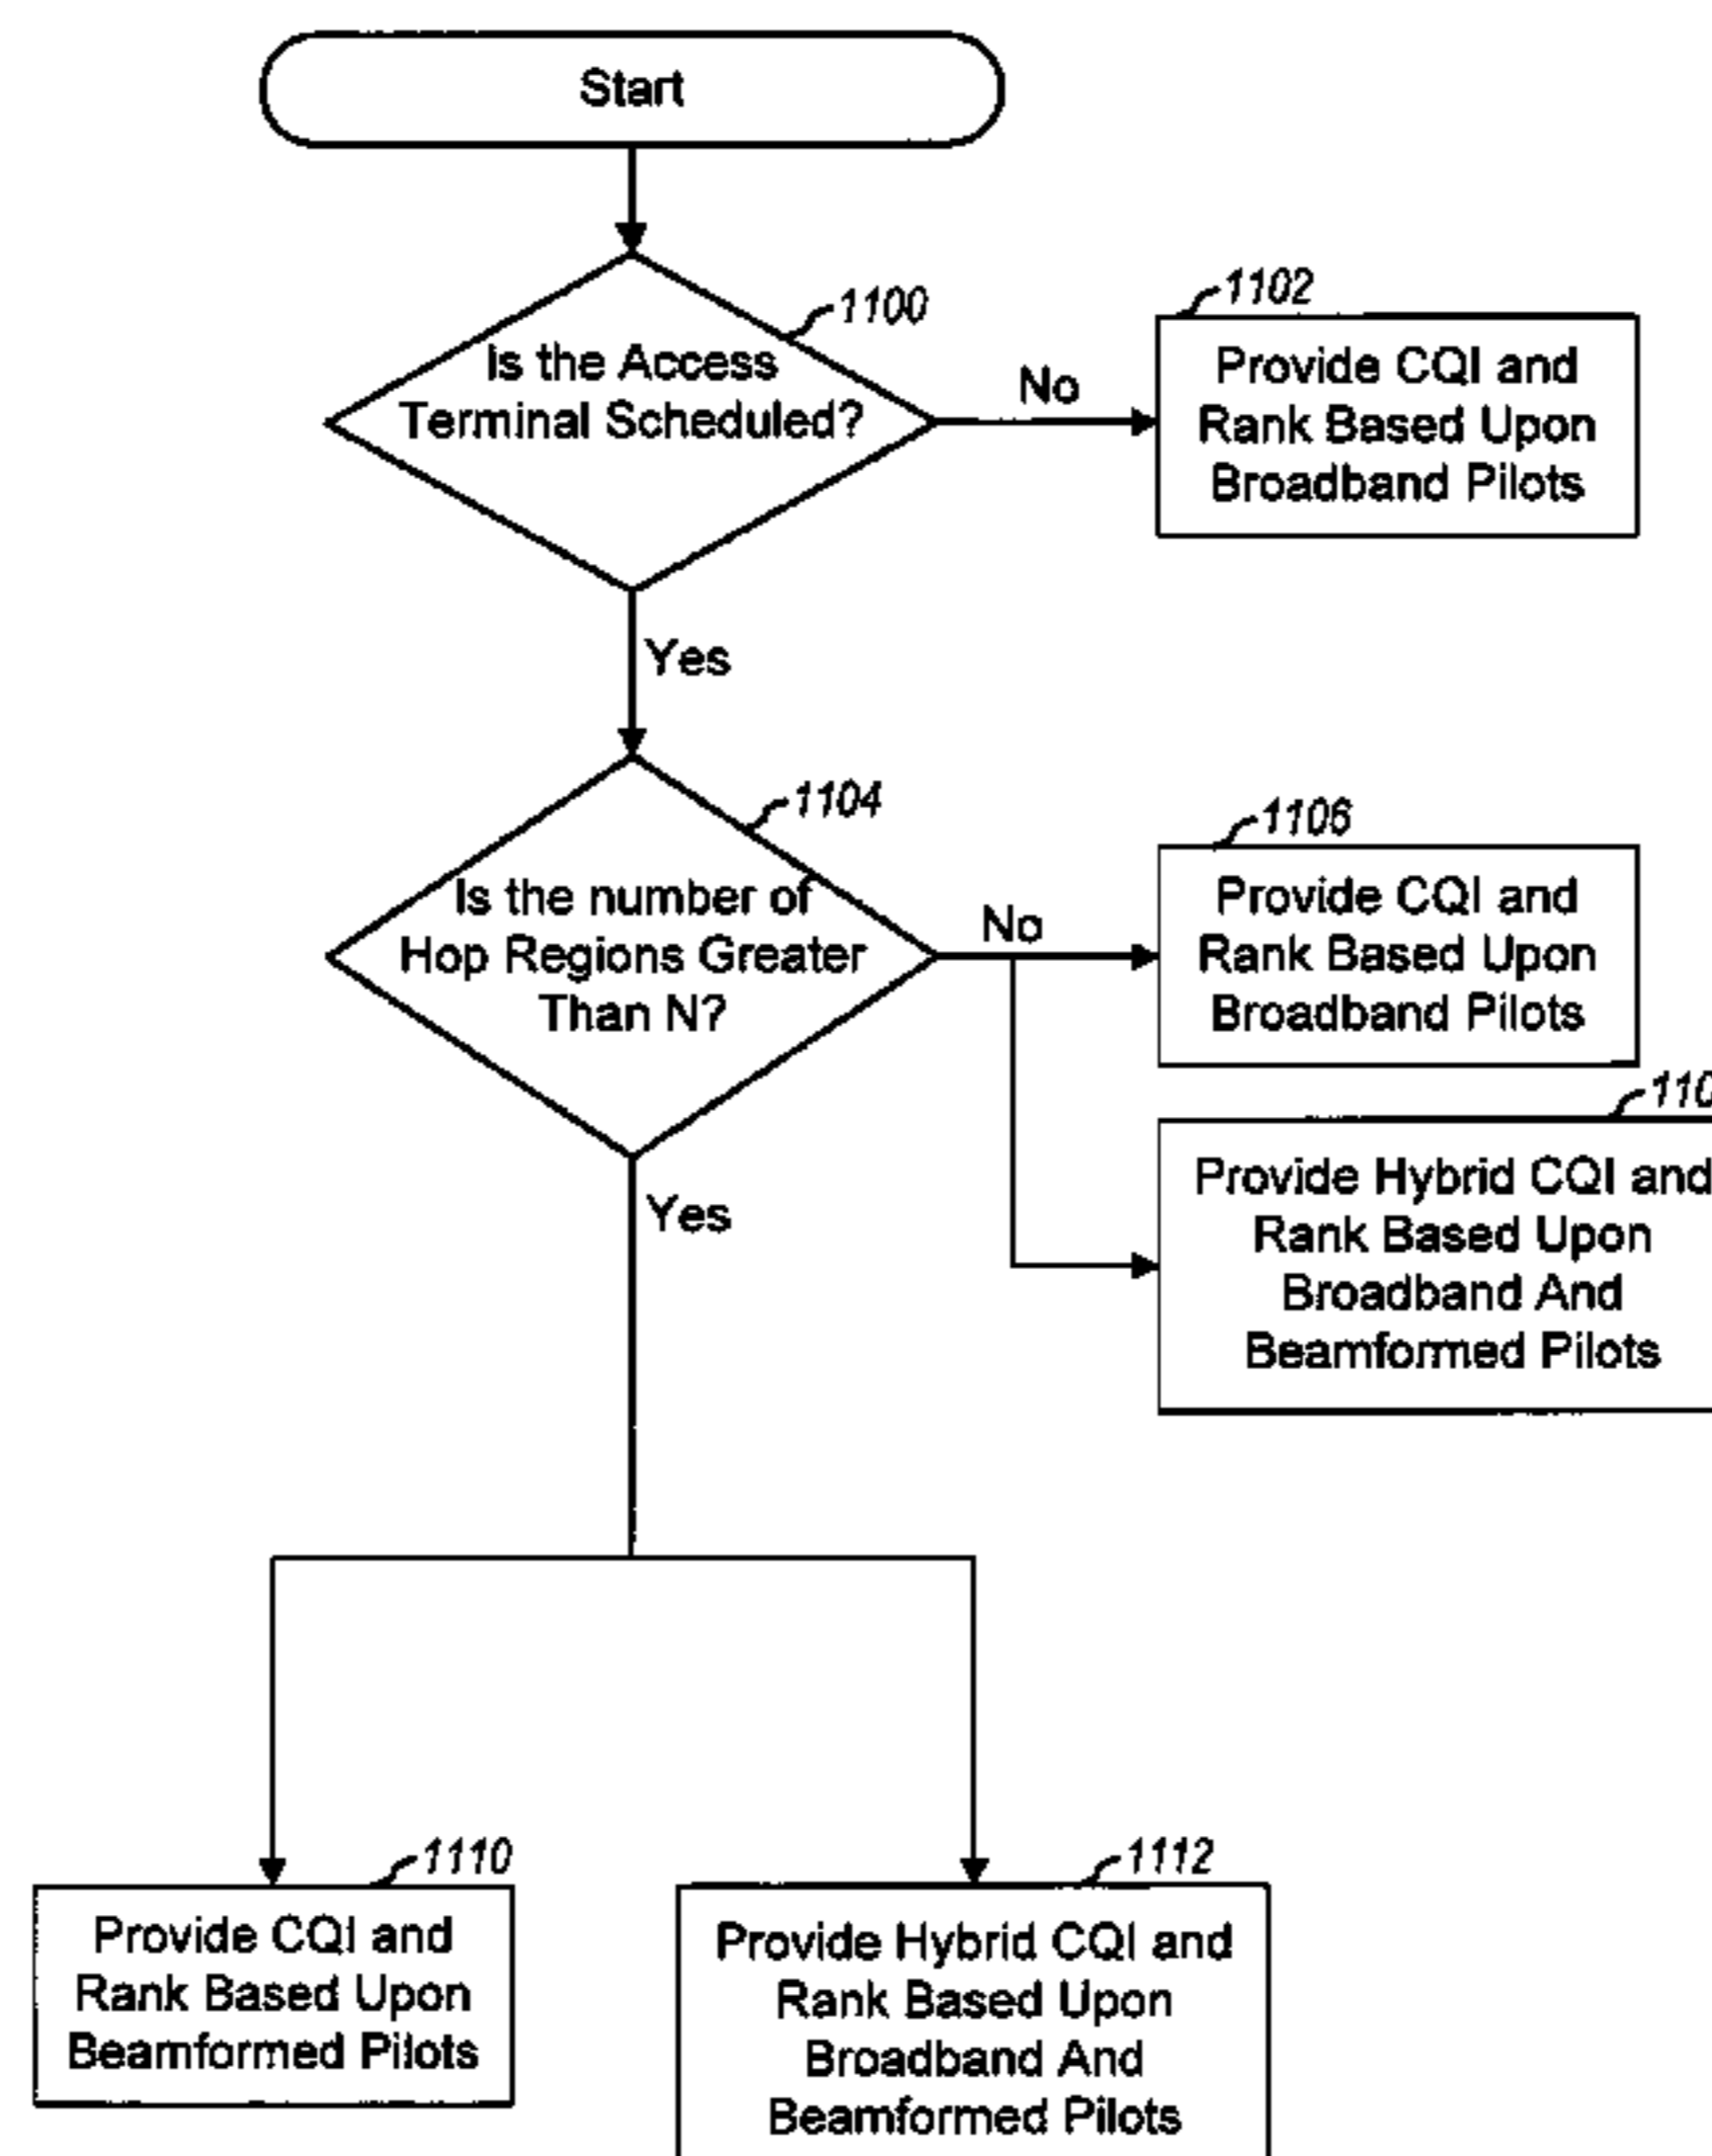 Start
1100
Is the Access
Terminal Scheduled?
No
1102
Provide CQI and
Rank Based Upon
Broadband Pilots
Yes
1104
Is the number of
Hop Regions Greater
Than N?
No
1106
Provide CQI and
Rank Based Upon
Broadband Pilots
Provide Hybrid CQI and
Rank Based Upon
Broadband And
Beamformed Pilots
Yes
1110
Provide CQI and
Rank Based Upon
Beamformed Pilots
1112
Provide Hybrid CQI and
Rank Based Upon
Broadband And
Beamformed Pilots